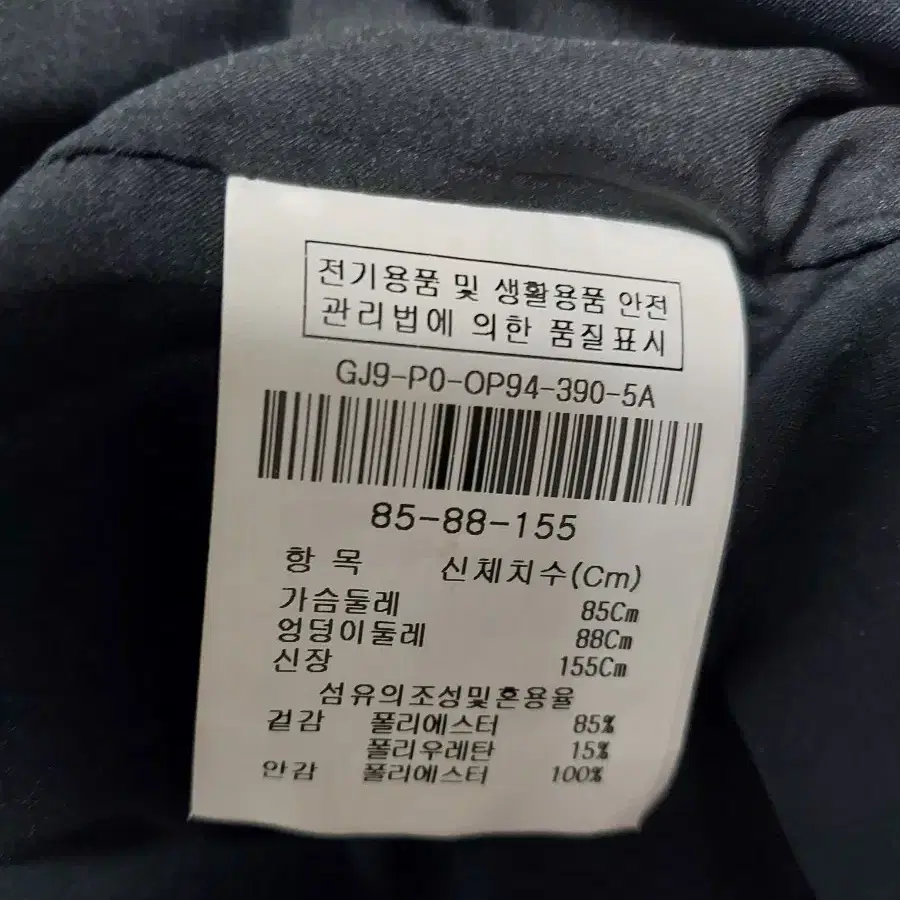 전기용품 및 생활용품 안전
관리법에 의한 품질표시
GJ9-P0-OP94-390-5A
85-88-155
항 목 신체치수(Cm)
가슴둘레 85Cm
엉덩이둘레 88Cm
신장 155Cm
섬유의조성및혼용율
겉감 폴리에스터 85%
폴리우레탄 15%
안감 폴리에스터 100%